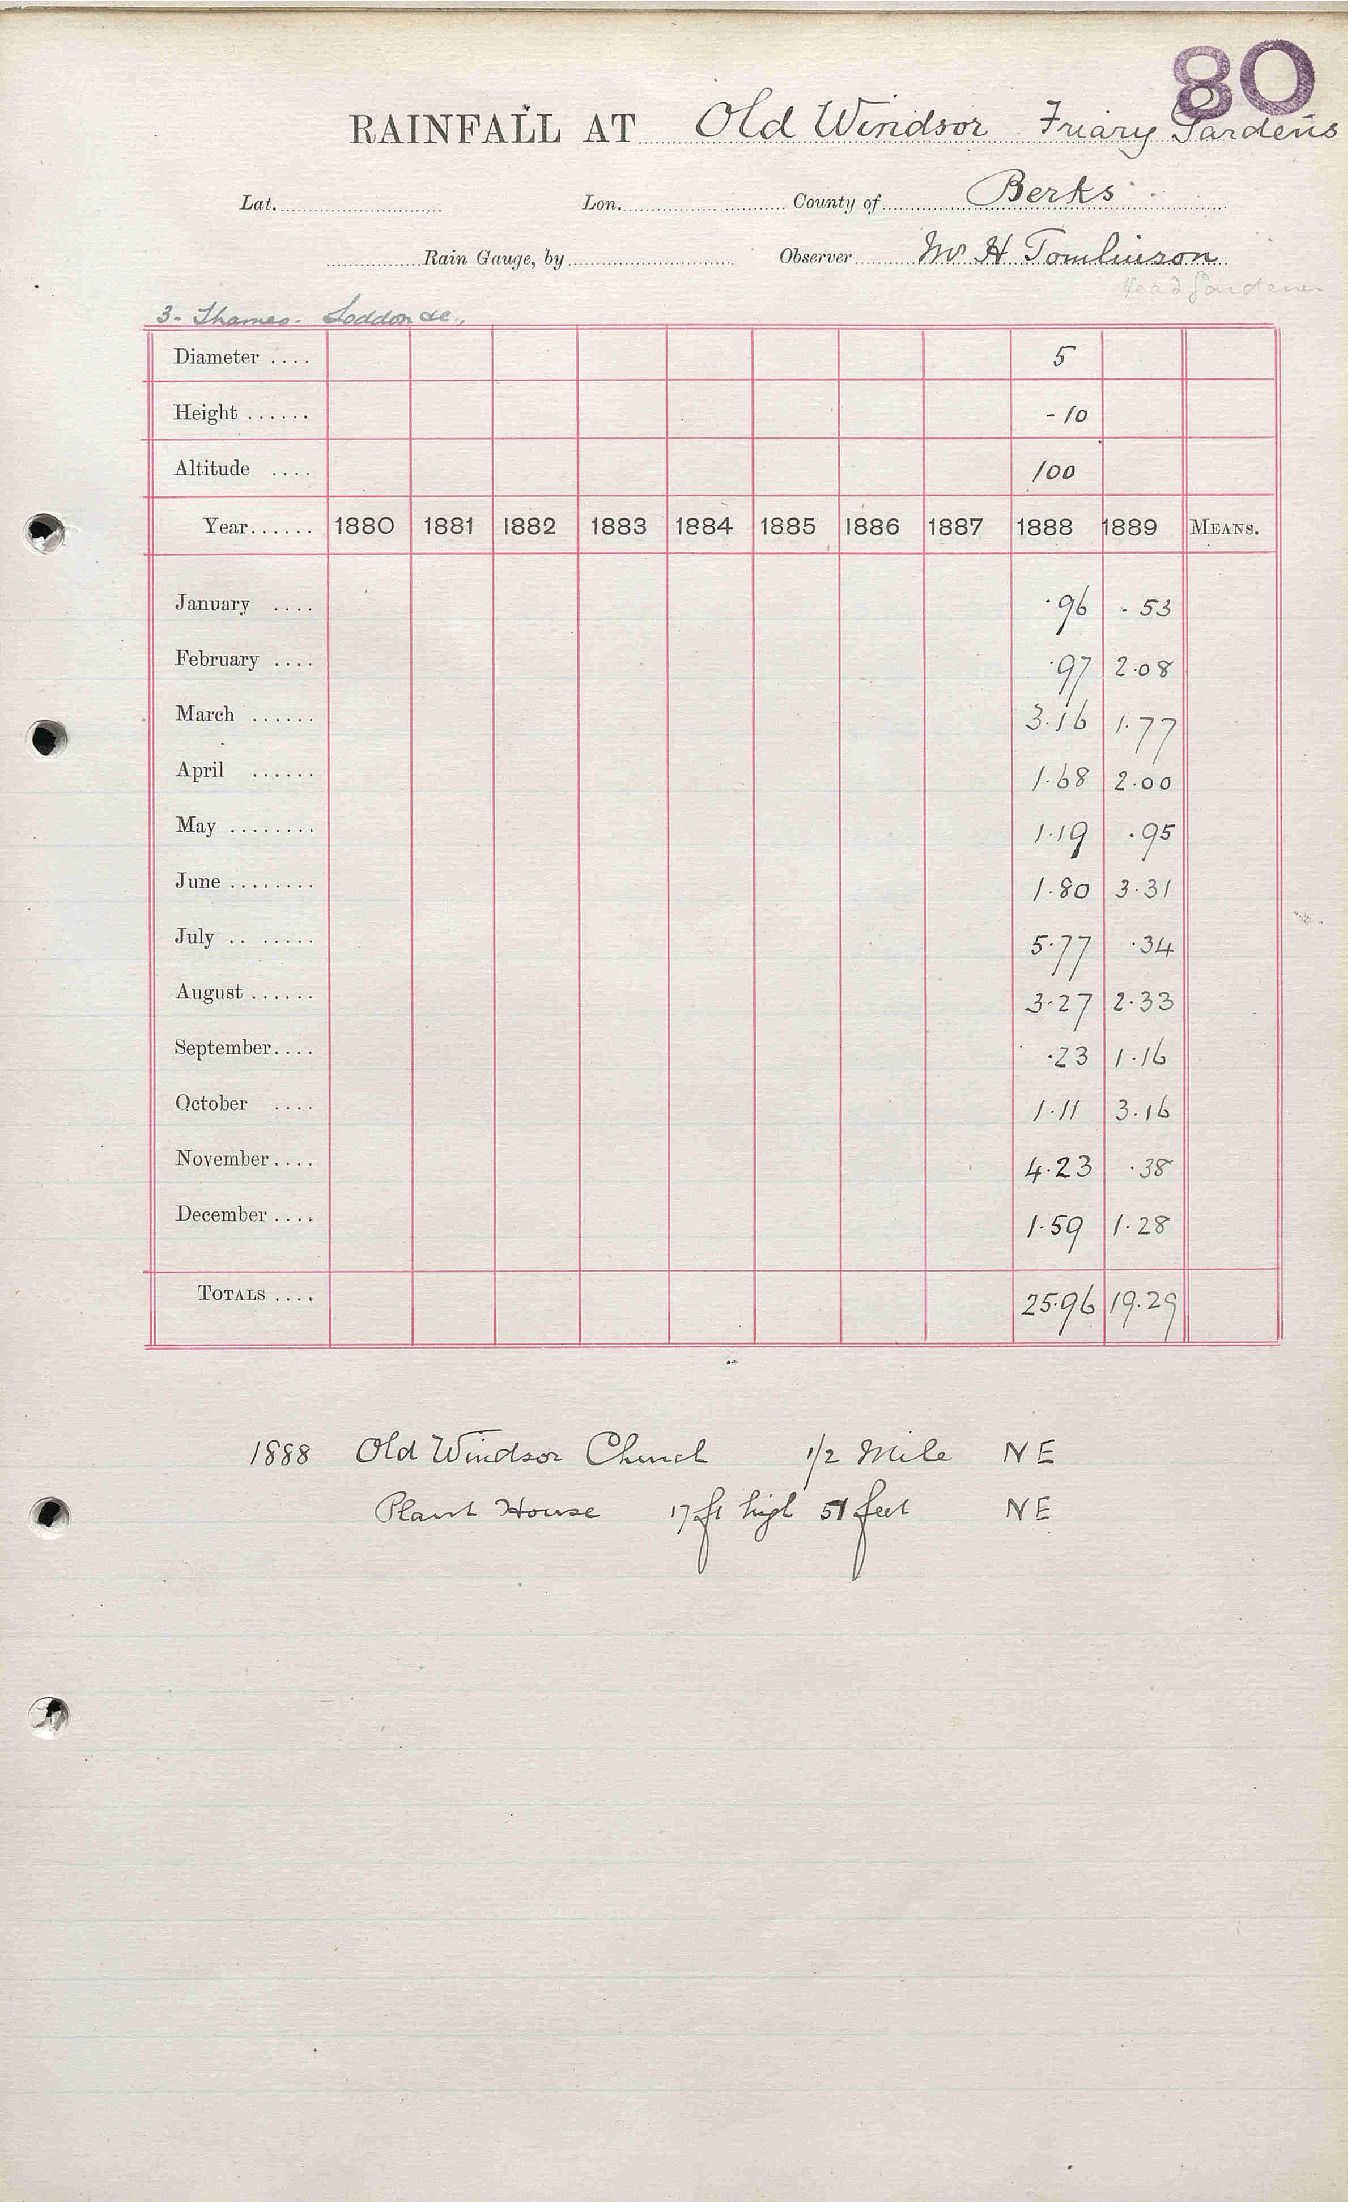 80
RAINFALL AT Old Windsor Friary Gardens
Lat. Lon. County of Berks
Rain Gauge, by Observer Mr H Tomlinson
Head Gardener
3. Thames. Loddon &c.,
Diameter .... 5
Height ...... -10
Altitude .... 100
Year...... 1880 1881 1882 1883 1884 1885 1886 1887 1888 1889 MEANS.
January .... .96 .53
February .... .97 2.08
March ...... 3.16 1.77
April ...... 1.68 2.00
May ........ 1.19 .95
June ........ 1.80 3.31
July .. ..... 5.77 .34
August ...... 3.27 2.33
September.... .23 1.16
October .... 1.11 3.16
November.... 4.23 .38
December.... 1.59 1.28
TOTALS .... 25.96 19.29
1888 Old Windsor Church 1/2 Mile NE
Plant House 17 ft high 51 feet NE